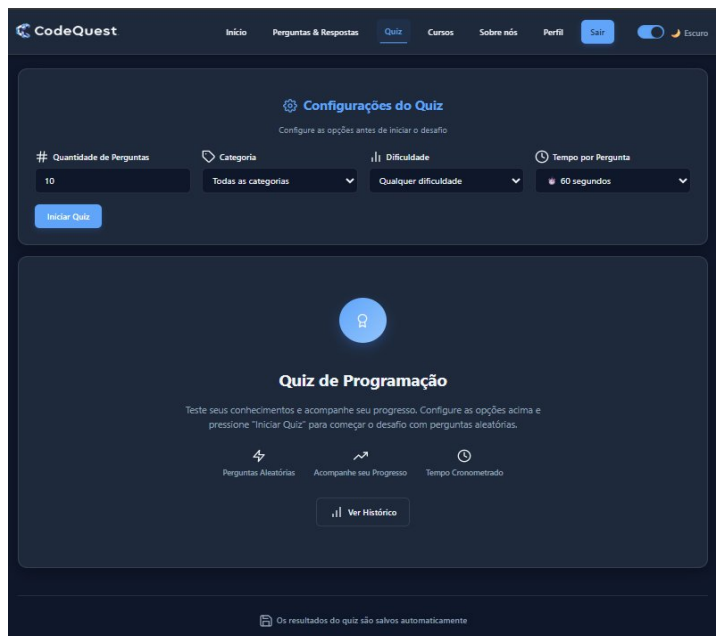 CodeQuest
Início Perguntas & Respostas Quiz Cursos Sobre nós Perfil Sair Escuro
Configurações do Quiz
Configure as opções antes de iniciar o desafio
Quantidade de Perguntas Categoria Dificuldade Tempo por Pergunta
10 Todas as categorias Qualquer dificuldade 60 segundos
Iniciar Quiz
Quiz de Programação
Teste seus conhecimentos e acompanhe seu progresso. Configure as opções acima e
pressione "Iniciar Quiz" para começar o desafio com perguntas aleatórias.
Perguntas Aleatórias Acompanhe seu Progresso Tempo Cronometrado
Ver Histórico
Os resultados do quiz são salvos automaticamente